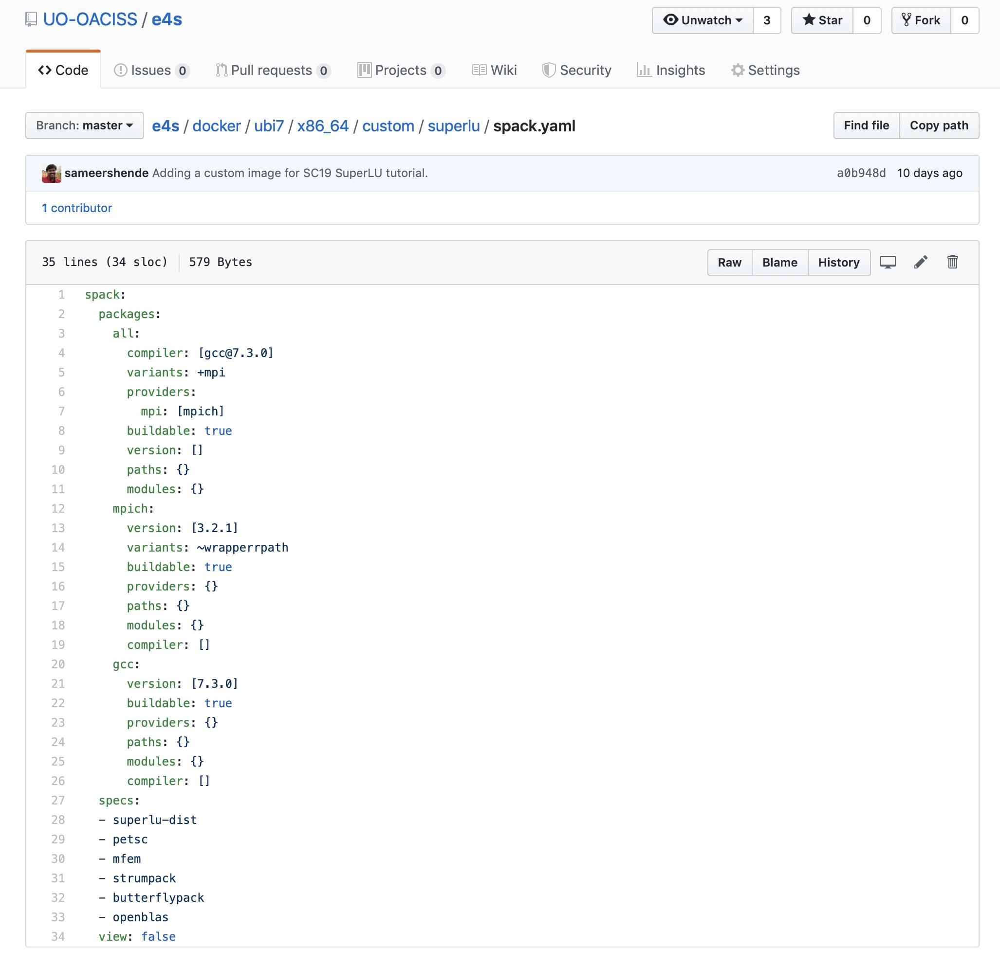 UO-OACISS / e4s
Unwatch 3 Star 0 Fork 0
Code Issues 0 Pull requests 0 Projects 0 Wiki Security Insights Settings
Branch: master e4s / docker / ubi7 / x86_64 / custom / superlu / spack.yaml Find file Copy path
sameershende Adding a custom image for SC19 SuperLU tutorial. a0b948d 10 days ago
1 contributor
35 lines (34 sloc) 579 Bytes Raw Blame History
1 spack:
2   packages:
3     all:
4       compiler: [gcc@7.3.0]
5       variants: +mpi
6       providers:
7         mpi: [mpich]
8       buildable: true
9       version: []
10       paths: {}
11       modules: {}
12     mpich:
13       version: [3.2.1]
14       variants: ~wrapperrpath
15       buildable: true
16       providers: {}
17       paths: {}
18       modules: {}
19       compiler: []
20     gcc:
21       version: [7.3.0]
22       buildable: true
23       providers: {}
24       paths: {}
25       modules: {}
26       compiler: []
27   specs:
28   - superlu-dist
29   - petsc
30   - mfem
31   - strumpack
32   - butterflypack
33   - openblas
34   view: false